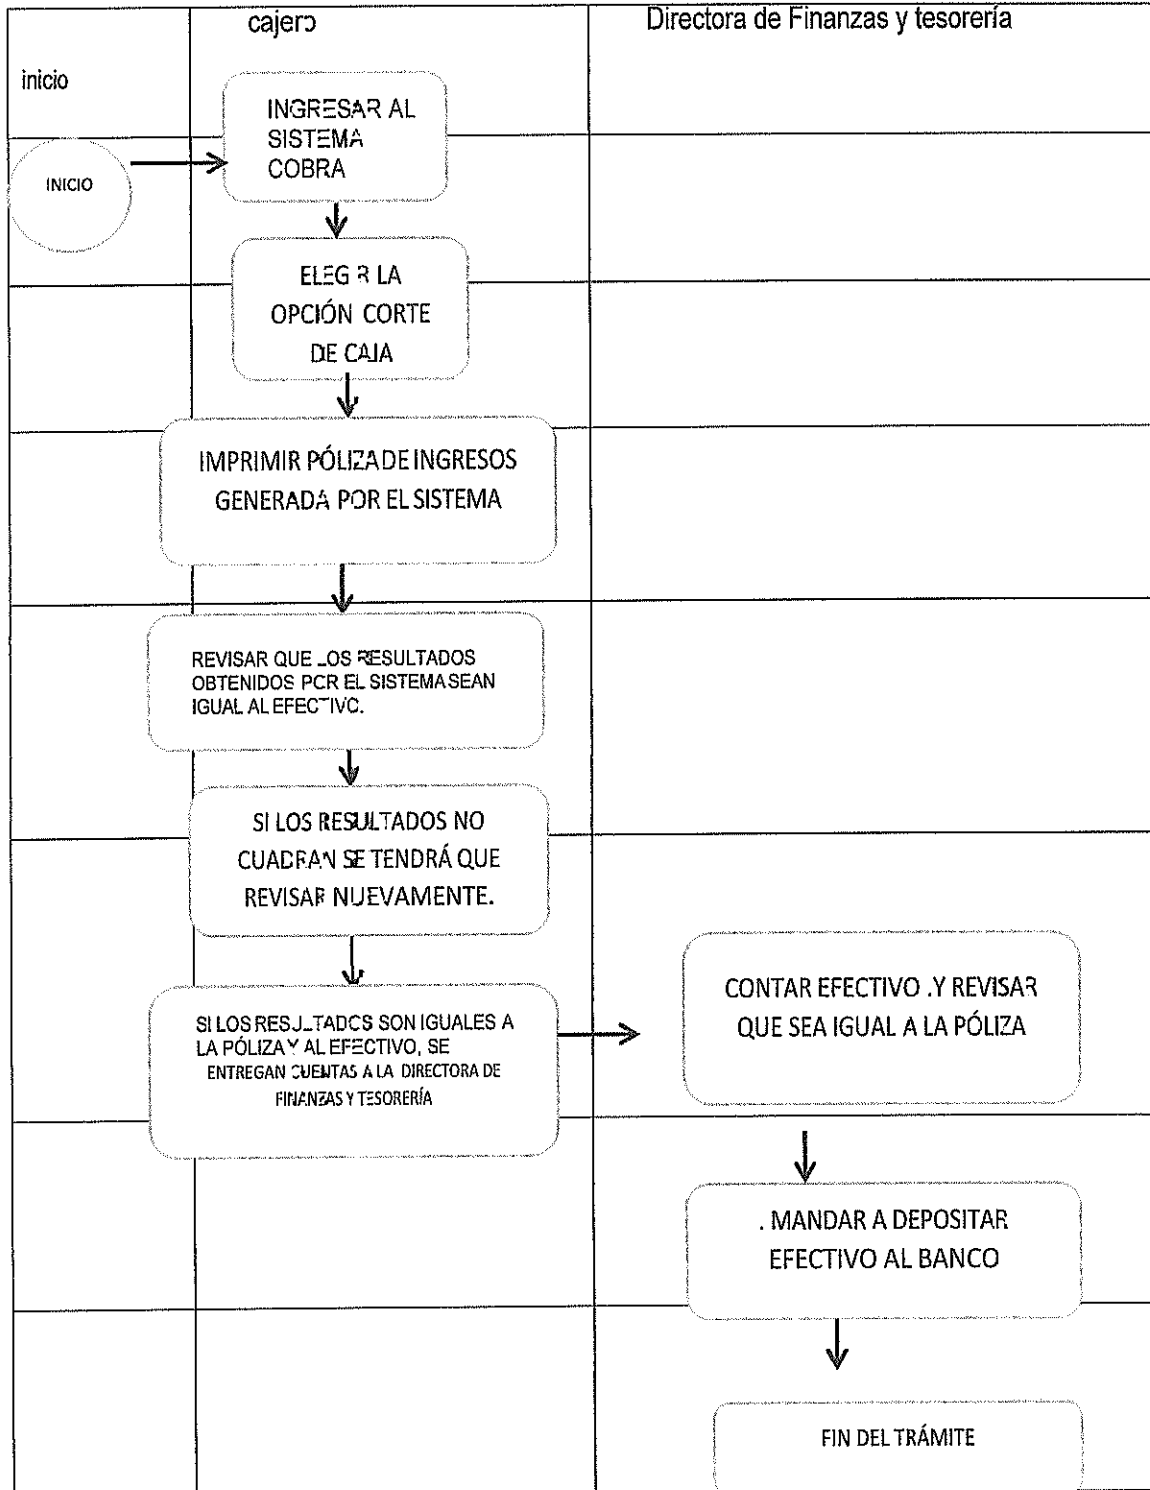 cajero
Directora de Finanzas y tesorería
inicio
INICIO
INGRESAR AL
SISTEMA
COBRA
ELEGIR LA
OPCIÓN CORTE
DE CAJA
IMPRIMIR PÓLIZA DE INGRESOS
GENERADA POR EL SISTEMA
REVISAR QUE LOS RESULTADOS
OBTENIDOS POR EL SISTEMA SEAN
IGUAL AL EFECTIVO.
SI LOS RESULTADOS NO
CUADRAN SE TENDRÁ QUE
REVISAR NUEVAMENTE.
SI LOS RESULTADOS SON IGUALES A
LA PÓLIZA Y AL EFECTIVO, SE
ENTREGAN CUENTAS A LA DIRECTORA DE
FINANZAS Y TESORERÍA
CONTAR EFECTIVO .Y REVISAR
QUE SEA IGUAL A LA PÓLIZA
. MANDAR A DEPOSITAR
EFECTIVO AL BANCO
FIN DEL TRÁMITE